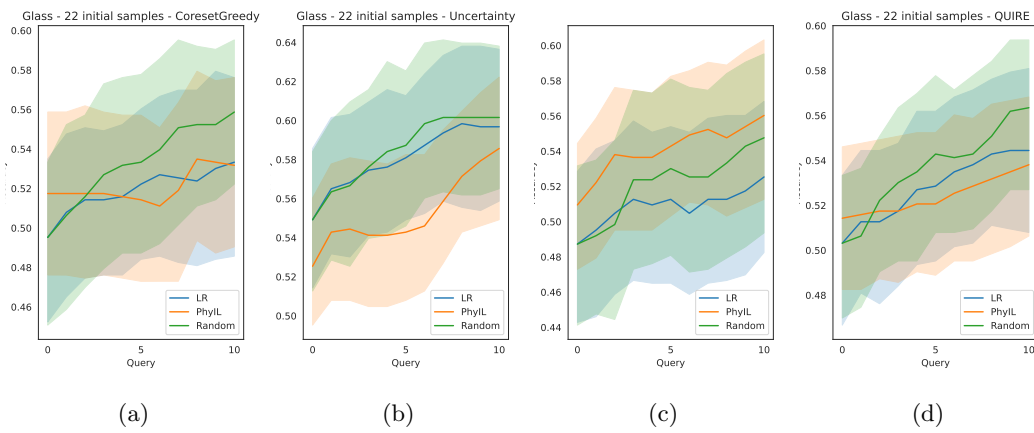 Glass - 22 initial samples - CoresetGreedy
0.60
0.58
0.56
0.54
0.52
0.50
0.48
0.46
0
5
10
Query
LR
PhyIL
Random
(a)
Glass - 22 initial samples - Uncertainty
0.64
0.62
0.60
0.58
0.56
0.54
0.52
0.50
0
5
10
Query
LR
PhyIL
Random
(b)
0.60
0.58
0.56
0.54
0.52
0.50
0.48
0.46
0.44
0
5
10
Query
LR
PhyIL
Random
(c)
Glass - 22 initial samples - QUIRE
0.60
0.58
0.56
0.54
0.52
0.50
0.48
0
5
10
Query
LR
PhyIL
Random
(d)